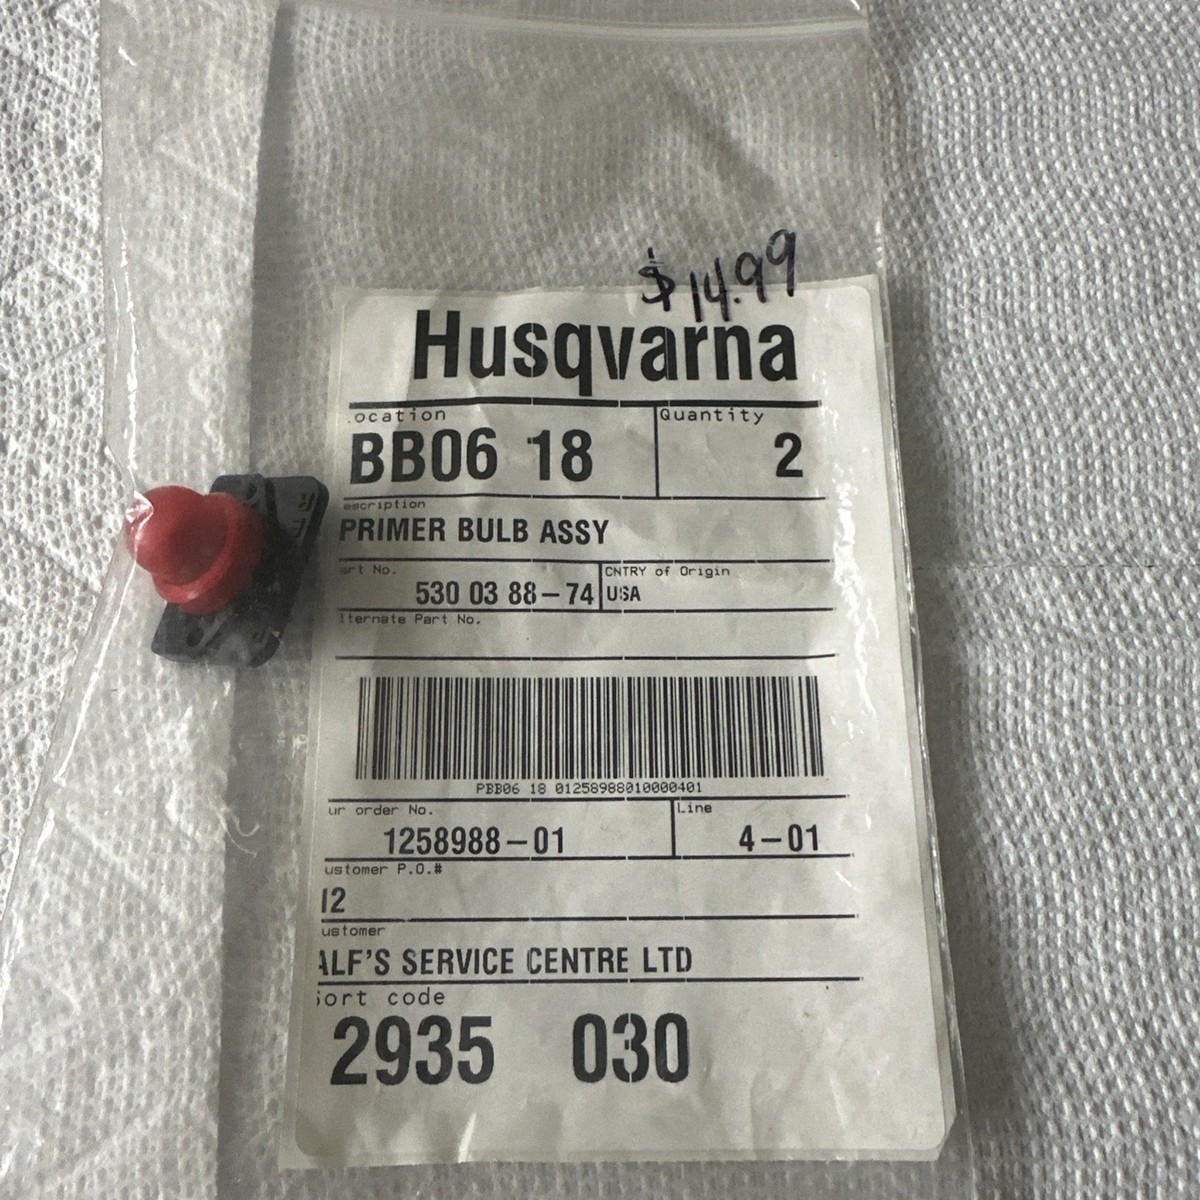 $14.99
Husqvarna
ocation Quantity
BB06 18 2
escription
PRIMER BULB ASSY
art No. CNTRY of Origin
530 03 88-74 USA
lternate Part No.
PBB06 18 01258988010000401
ur order No. Line
1258988-01 4-01
ustomer P.O.#
12
ustomer
ALF'S SERVICE CENTRE LTD
Sort code
2935 030